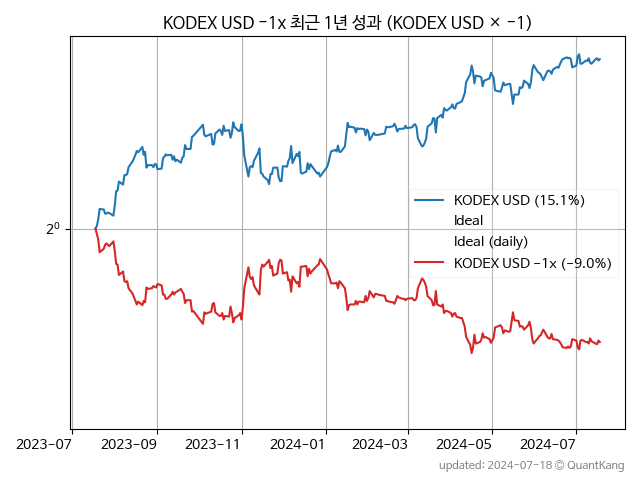 KODEX USD −1x 최근 1년 성과 (KODEX USD × −1)
2⁰
KODEX USD (15.1%)
Ideal
Ideal (daily)
KODEX USD −1x (−9.0%)
2023−07 2023−09 2023−11 2024−01 2024−03 2024−05 2024−07
updated: 2024-07-18 © QuantKang